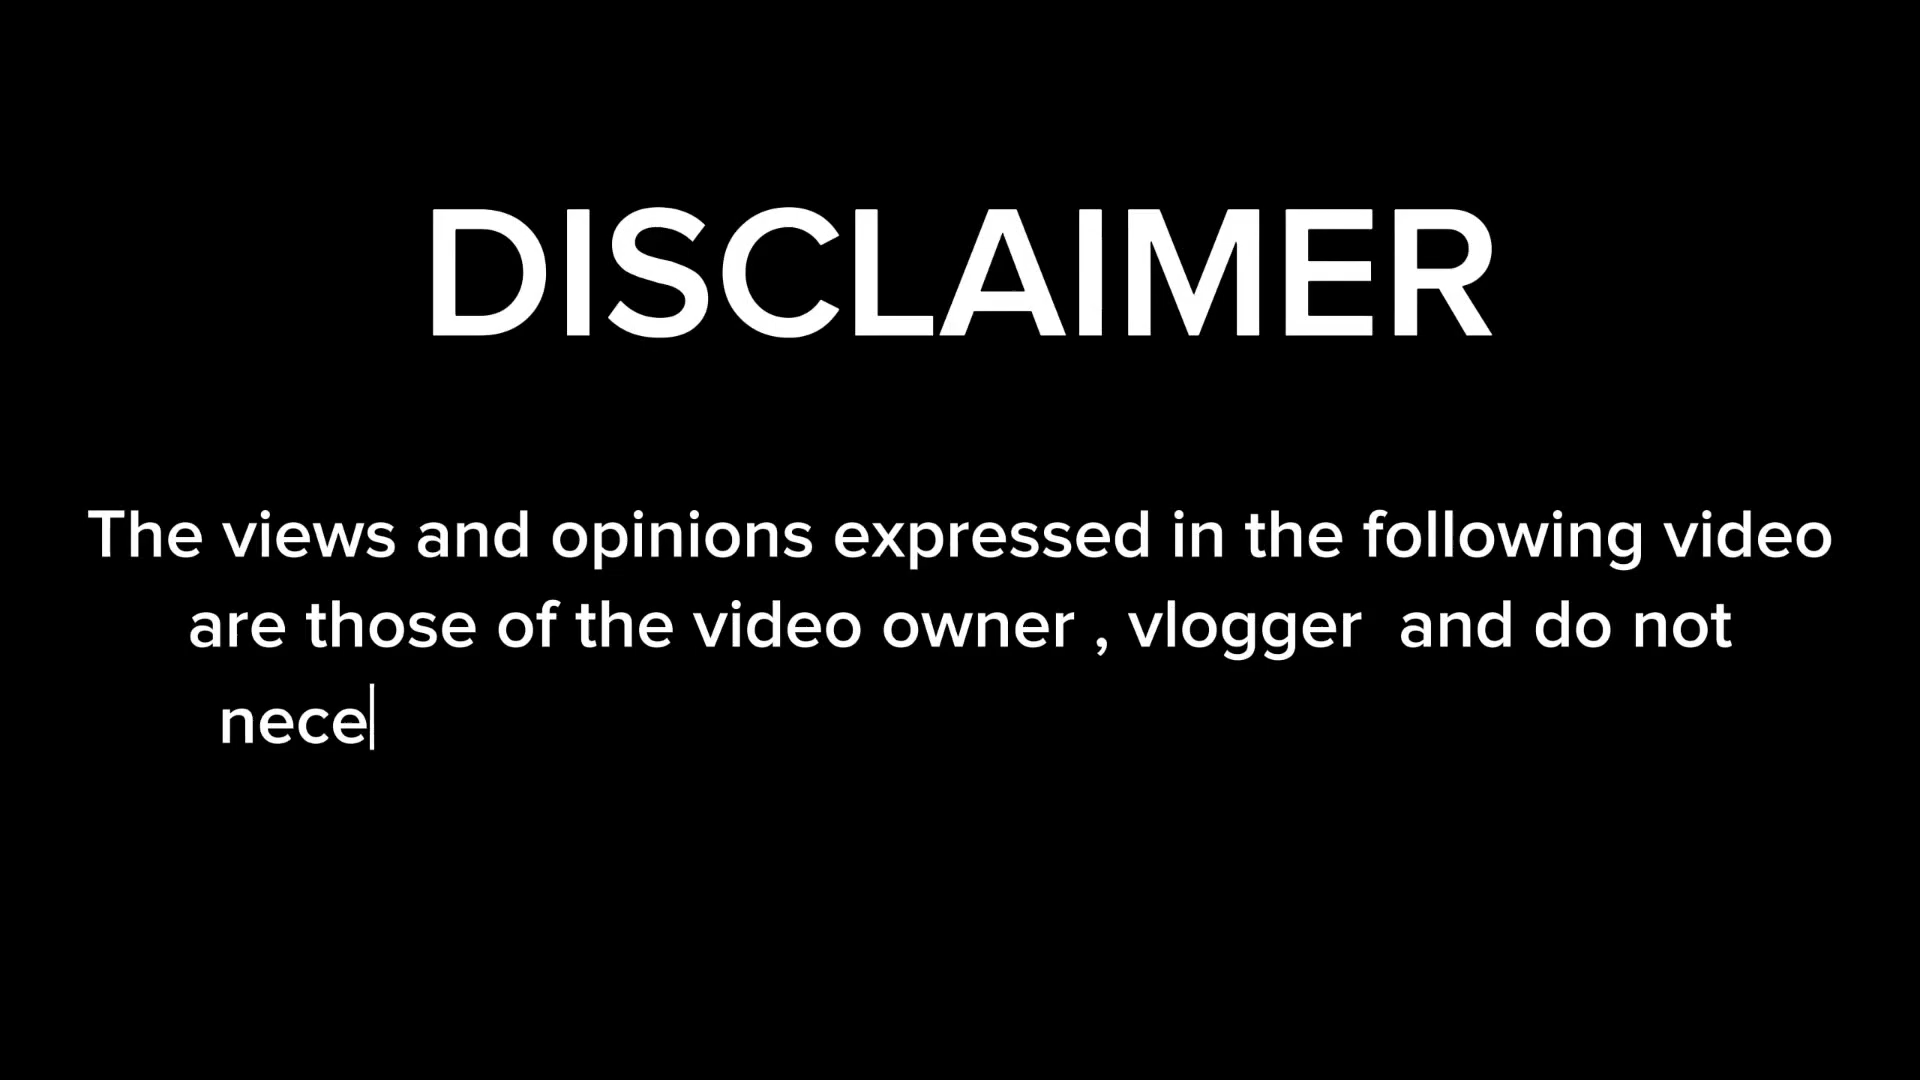 DISCLAIMER
The views and opinions expressed in the following video
are those of the video owner , vlogger  and do not
nece